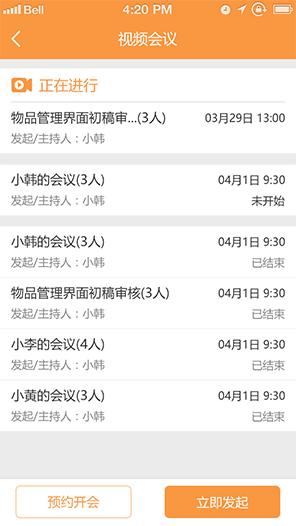 Bell 4:20 PM
视频会议
正在进行
物品管理界面初稿审...(3人) 03月29日 13:00
发起/主持人：小韩
小韩的会议(3人) 04月1日 9:30
发起/主持人：小韩 未开始
小韩的会议(3人) 04月1日 9:30
发起/主持人：小韩 已结束
物品管理界面初稿审核(3人) 04月1日 9:30
发起/主持人：小韩 已结束
小李的会议(4人) 04月1日 9:30
发起/主持人：小韩 已结束
小黄的会议(3人) 04月1日 9:30
发起/主持人：小韩 已结束
预约开会 立即发起